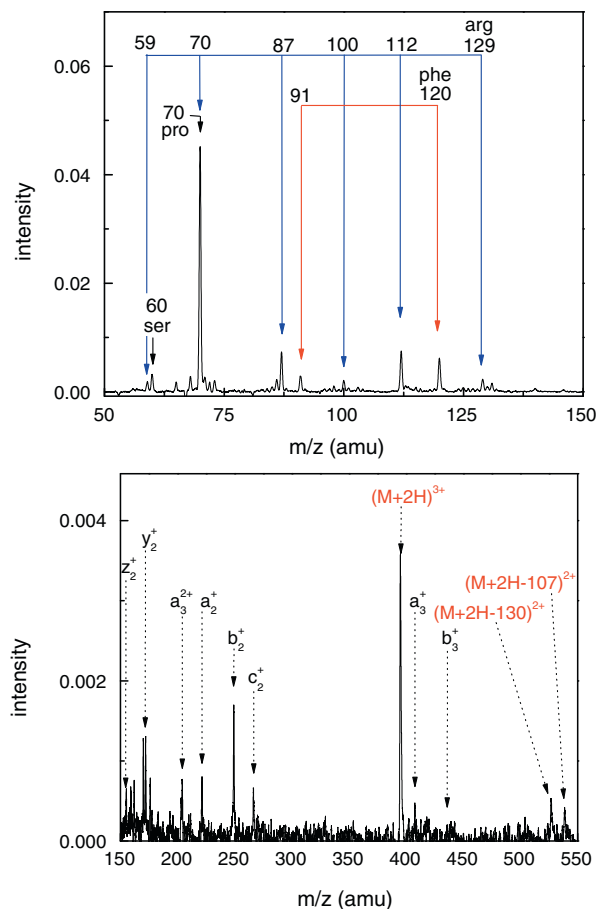 arg
59 70 87 100 112 129
phe
91 120
70
pro
60
ser
0.06
0.04
0.02
0.00
intensity
50 75 100 125 150
m/z (amu)
(M+2H)³⁺
z₂⁺
y₂⁺
a₃²⁺
a₂⁺
b₂⁺
c₂⁺
a₃⁺
b₃⁺
(M+2H-107)²⁺
(M+2H-130)²⁺
0.004
0.002
0.000
intensity
150 200 250 300 350 400 450 500 550
m/z (amu)